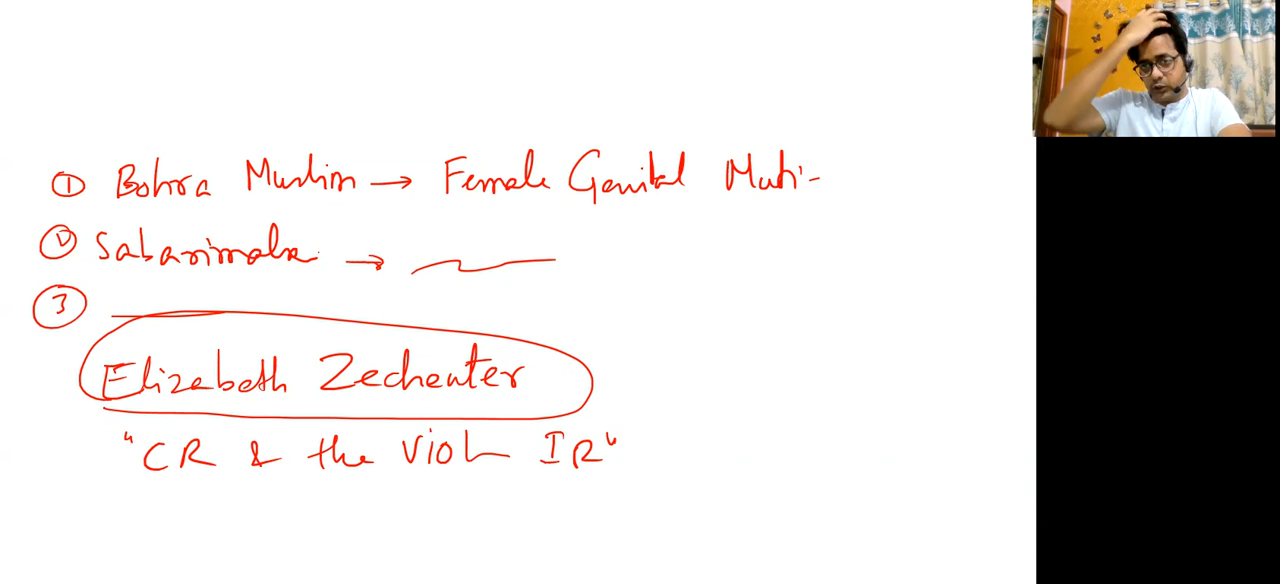 ① Bohra Muslim → Female Genital Muti-
② Sabarimala →
③
Elizabeth Zechenter
"CR & the Viol IR"